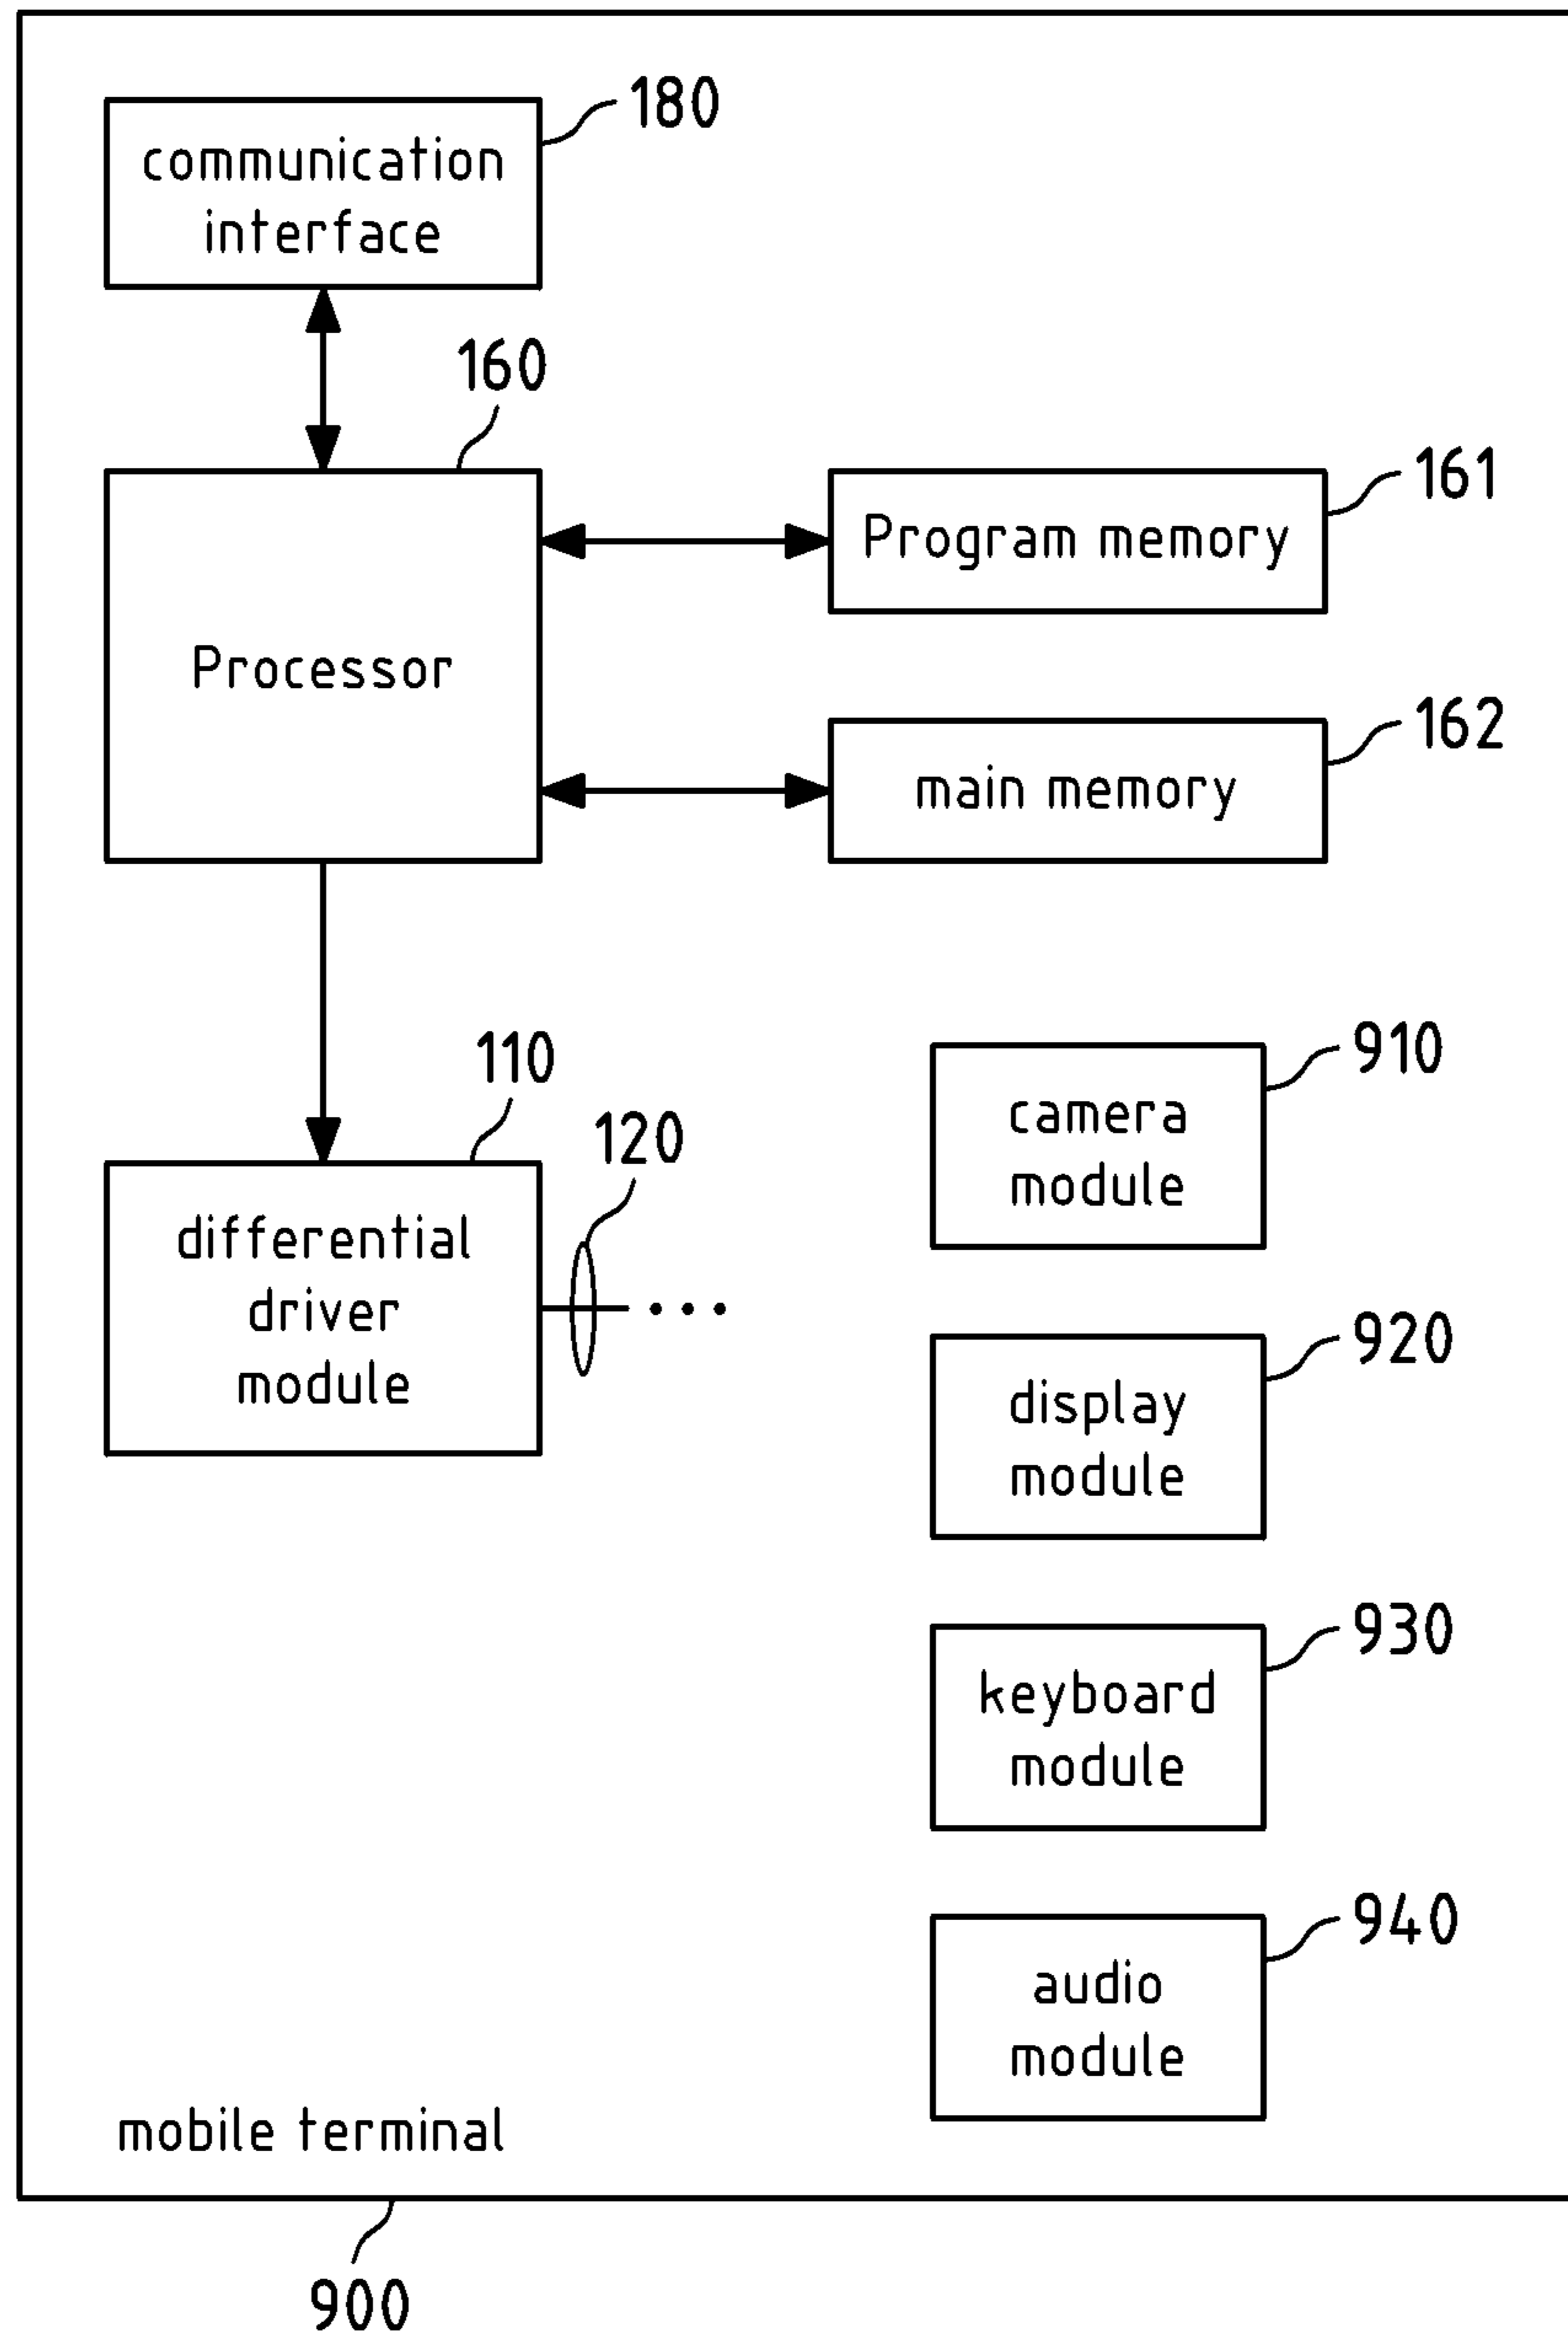 180
communication
interface
160
161
Program memory
Processor
162
main memory
110
120
differential
driver
module
910
camera
module
920
display
module
930
keyboard
module
940
audio
module
mobile terminal
900